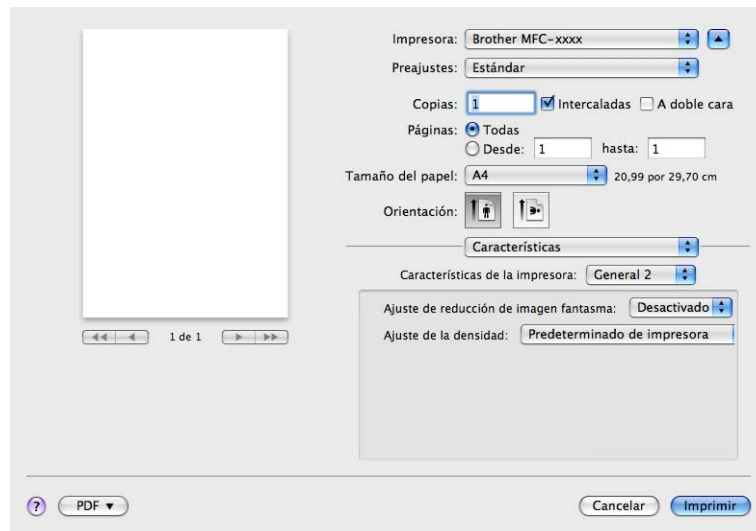 Impresora: Brother MFC-xxxx
Preajustes: Estándar
Copias: 1 Intercaladas A doble cara
Páginas: Todas
Desde: 1 hasta: 1
Tamaño del papel: A4 20,99 por 29,70 cm
Orientación:
Características
Características de la impresora: General 2
Ajuste de reducción de imagen fantasma: Desactivado
Ajuste de la densidad: Predeterminado de impresora
1 de 1
? PDF Cancelar Imprimir